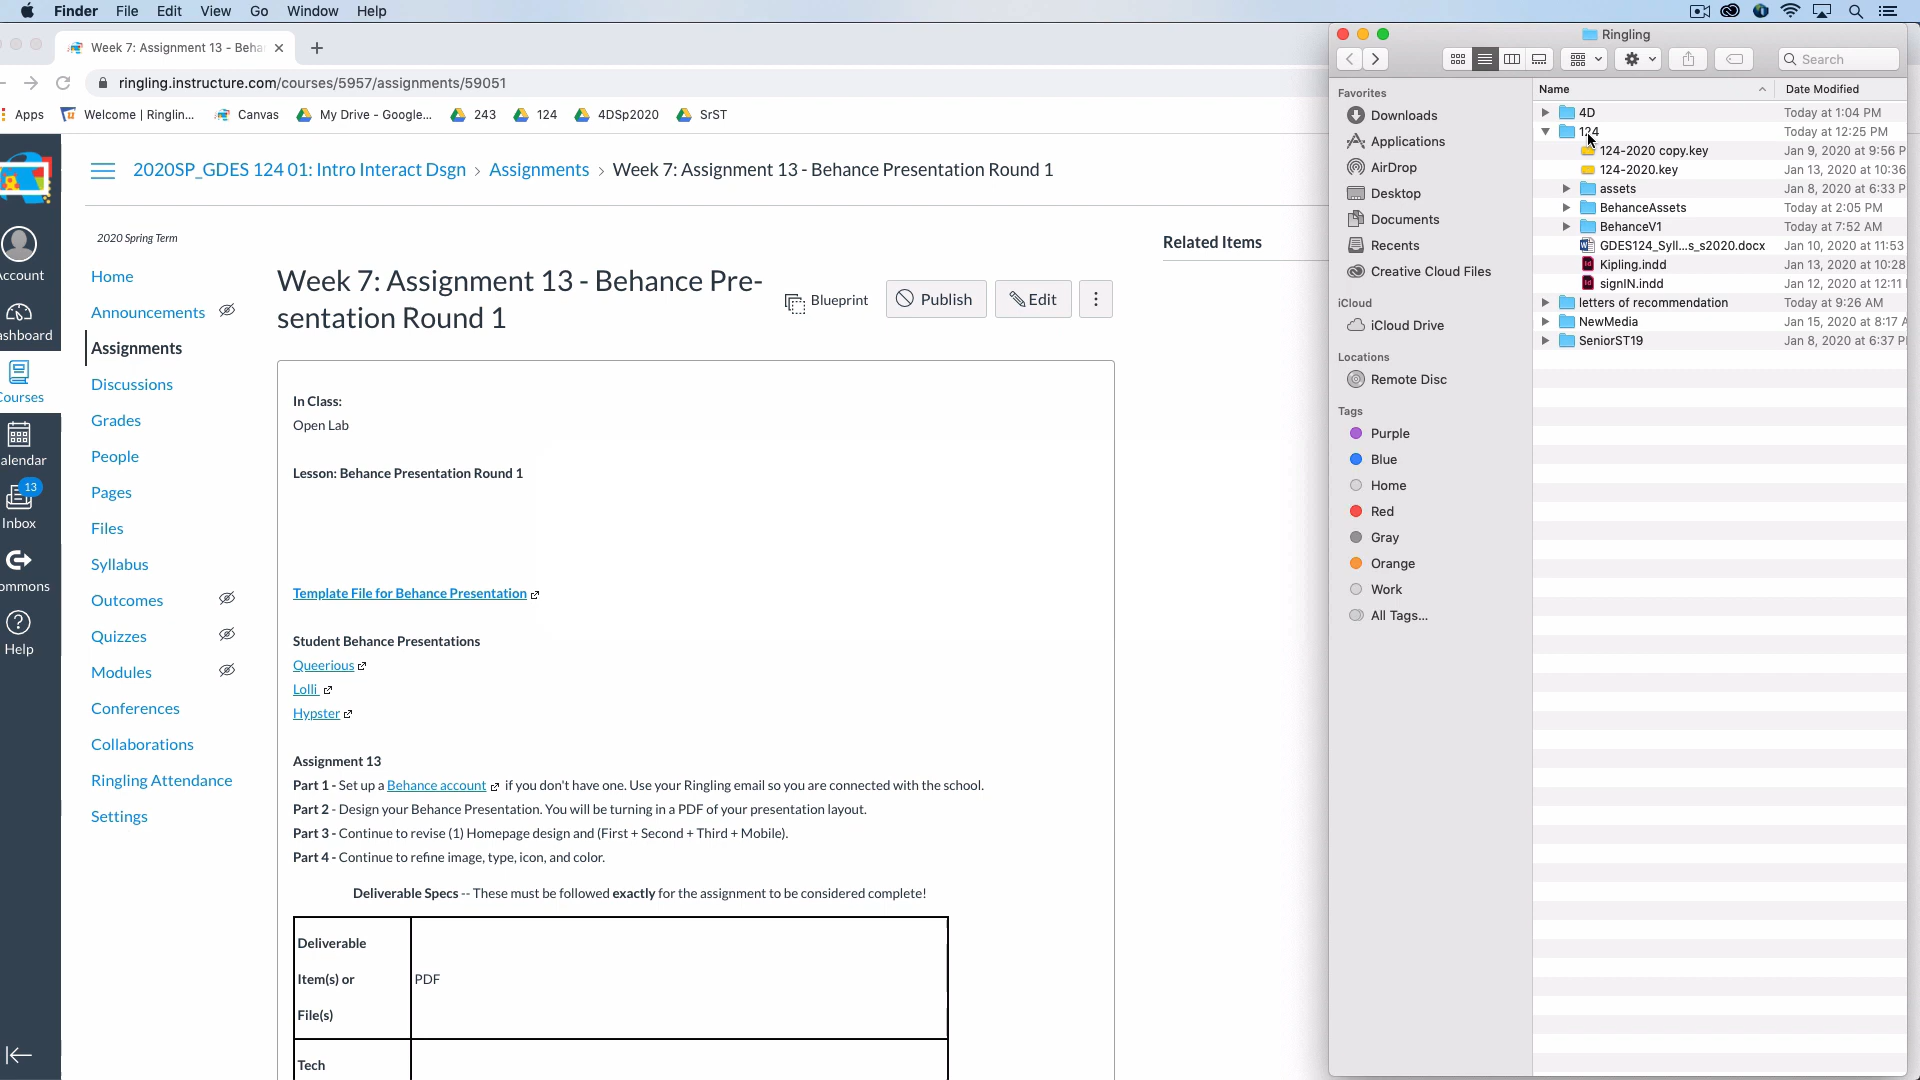 Finder File Edit View Go Window Help
Week 7: Assignment 13 - Beha
ringling.instructure.com/courses/5957/assignments/59051
Apps Welcome | Ringlin... Canvas My Drive - Google... 243 124 4DSp2020 SrST
ccount
ashboard
ourses
alendar
13
Inbox
ommons
Help
2020SP_GDES 124 01: Intro Interact Dsgn › Assignments › Week 7: Assignment 13 - Behance Presentation Round 1
2020 Spring Term
Home
Announcements
Assignments
Discussions
Grades
People
Pages
Files
Syllabus
Outcomes
Quizzes
Modules
Conferences
Collaborations
Ringling Attendance
Settings
Week 7: Assignment 13 - Behance Pre-
sentation Round 1
Blueprint Publish Edit
Related Items
In Class:
Open Lab
Lesson: Behance Presentation Round 1
Template File for Behance Presentation
Student Behance Presentations
Queerious
Lolli
Hypster
Assignment 13
Part 1 - Set up a Behance account if you don't have one. Use your Ringling email so you are connected with the school.
Part 2 - Design your Behance Presentation. You will be turning in a PDF of your presentation layout.
Part 3 - Continue to revise (1) Homepage design and (First + Second + Third + Mobile).
Part 4 - Continue to refine image, type, icon, and color.
Deliverable Specs -- These must be followed exactly for the assignment to be considered complete!
Deliverable
Item(s) or
File(s)
PDF
Tech
Ringling
Search
Favorites
Downloads
Applications
AirDrop
Desktop
Documents
Recents
Creative Cloud Files
iCloud
iCloud Drive
Locations
Remote Disc
Tags
Purple
Blue
Home
Red
Gray
Orange
Work
All Tags...
Name Date Modified
4D Today at 1:04 PM
124 Today at 12:25 PM
124-2020 copy.key Jan 9, 2020 at 9:56 P
124-2020.key Jan 13, 2020 at 10:36
assets Jan 8, 2020 at 6:33 P
BehanceAssets Today at 2:05 PM
BehanceV1 Today at 7:52 AM
GDES124_Syll...s_s2020.docx Jan 10, 2020 at 11:53
Kipling.indd Jan 13, 2020 at 10:28
signIN.indd Jan 12, 2020 at 12:11
letters of recommendation Today at 9:26 AM
NewMedia Jan 15, 2020 at 8:17 A
SeniorST19 Jan 8, 2020 at 6:37 P